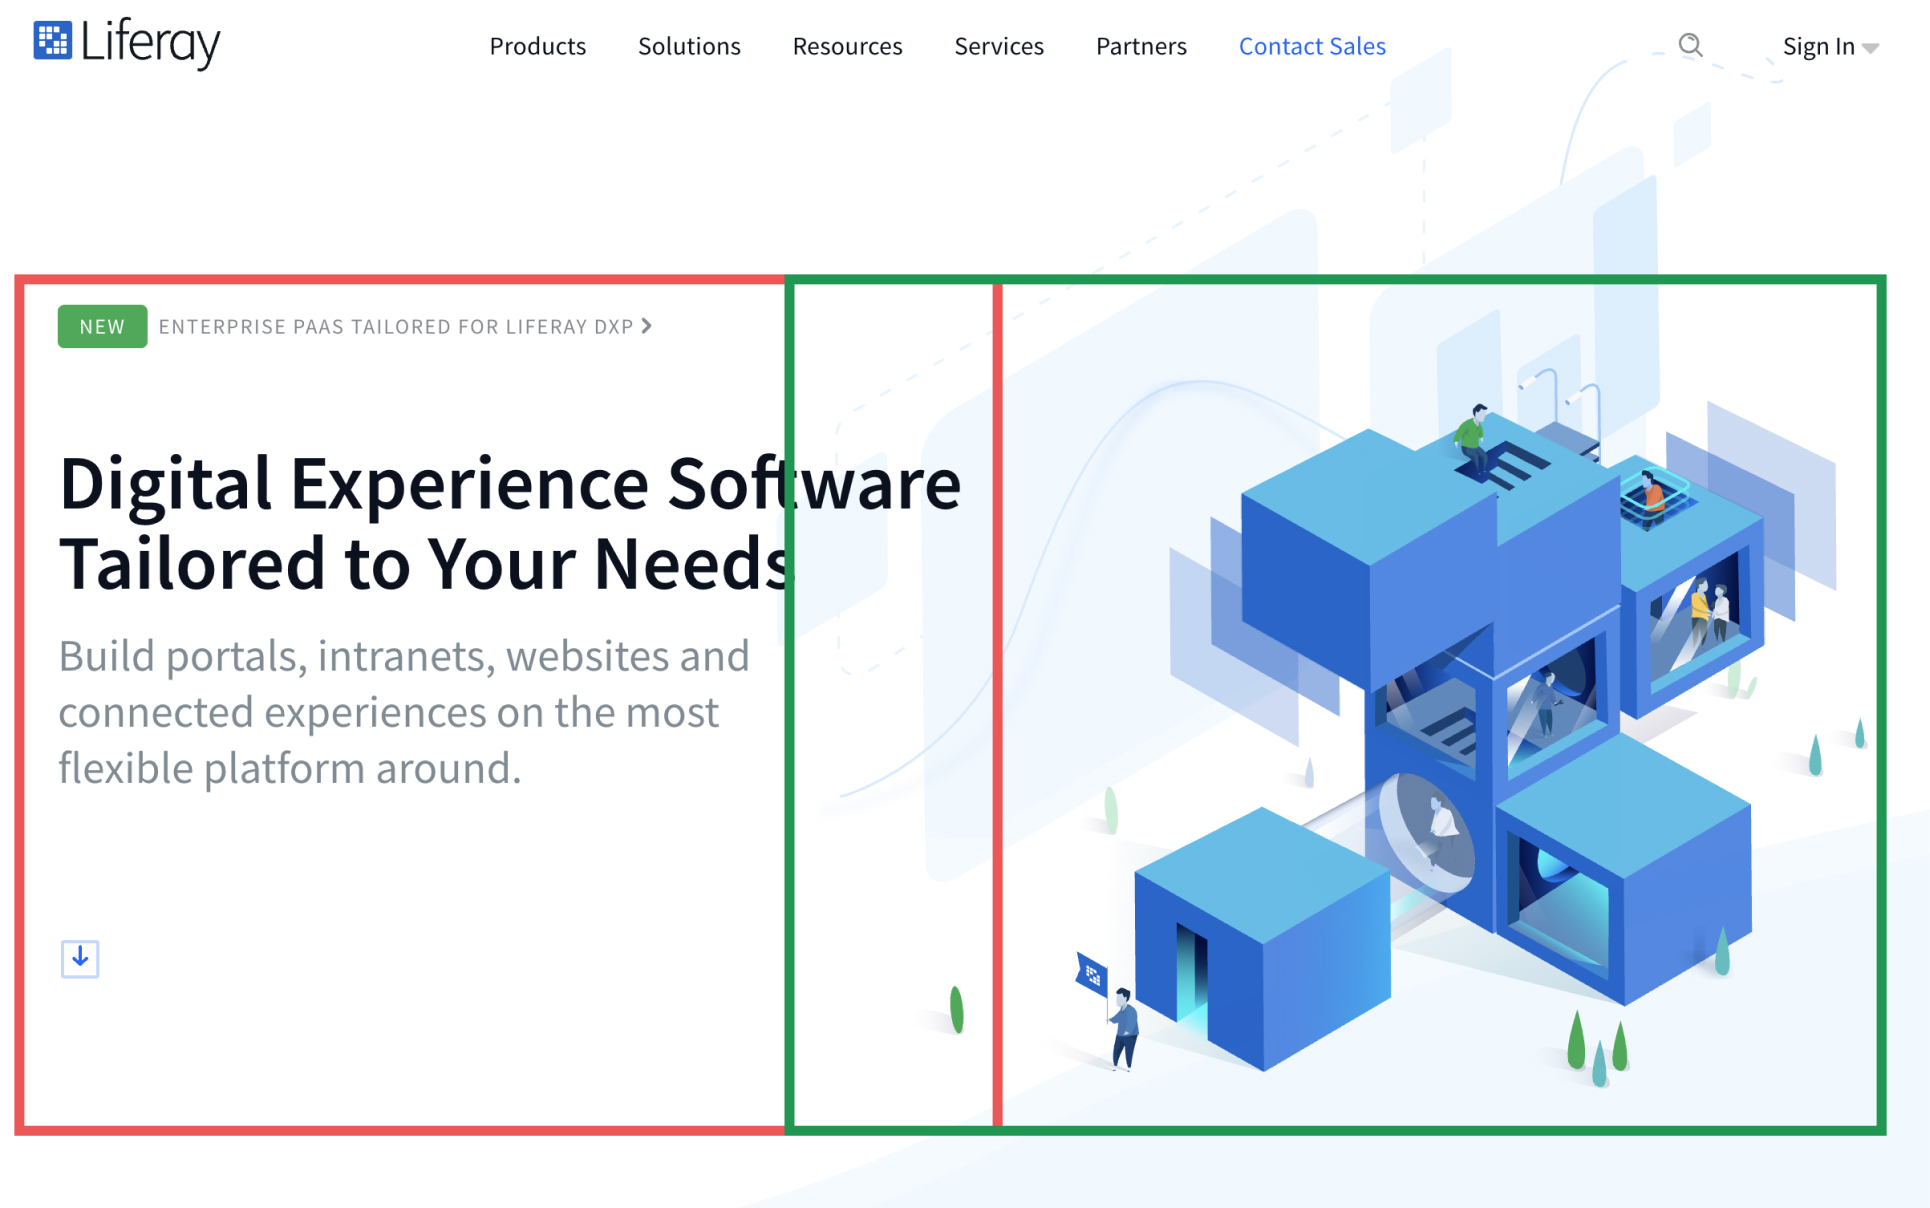 Liferay
Products Solutions Resources Services Partners Contact Sales Sign In
NEW ENTERPRISE PAAS TAILORED FOR LIFERAY DXP
Digital Experience Software
Tailored to Your Needs
Build portals, intranets, websites and
connected experiences on the most
flexible platform around.